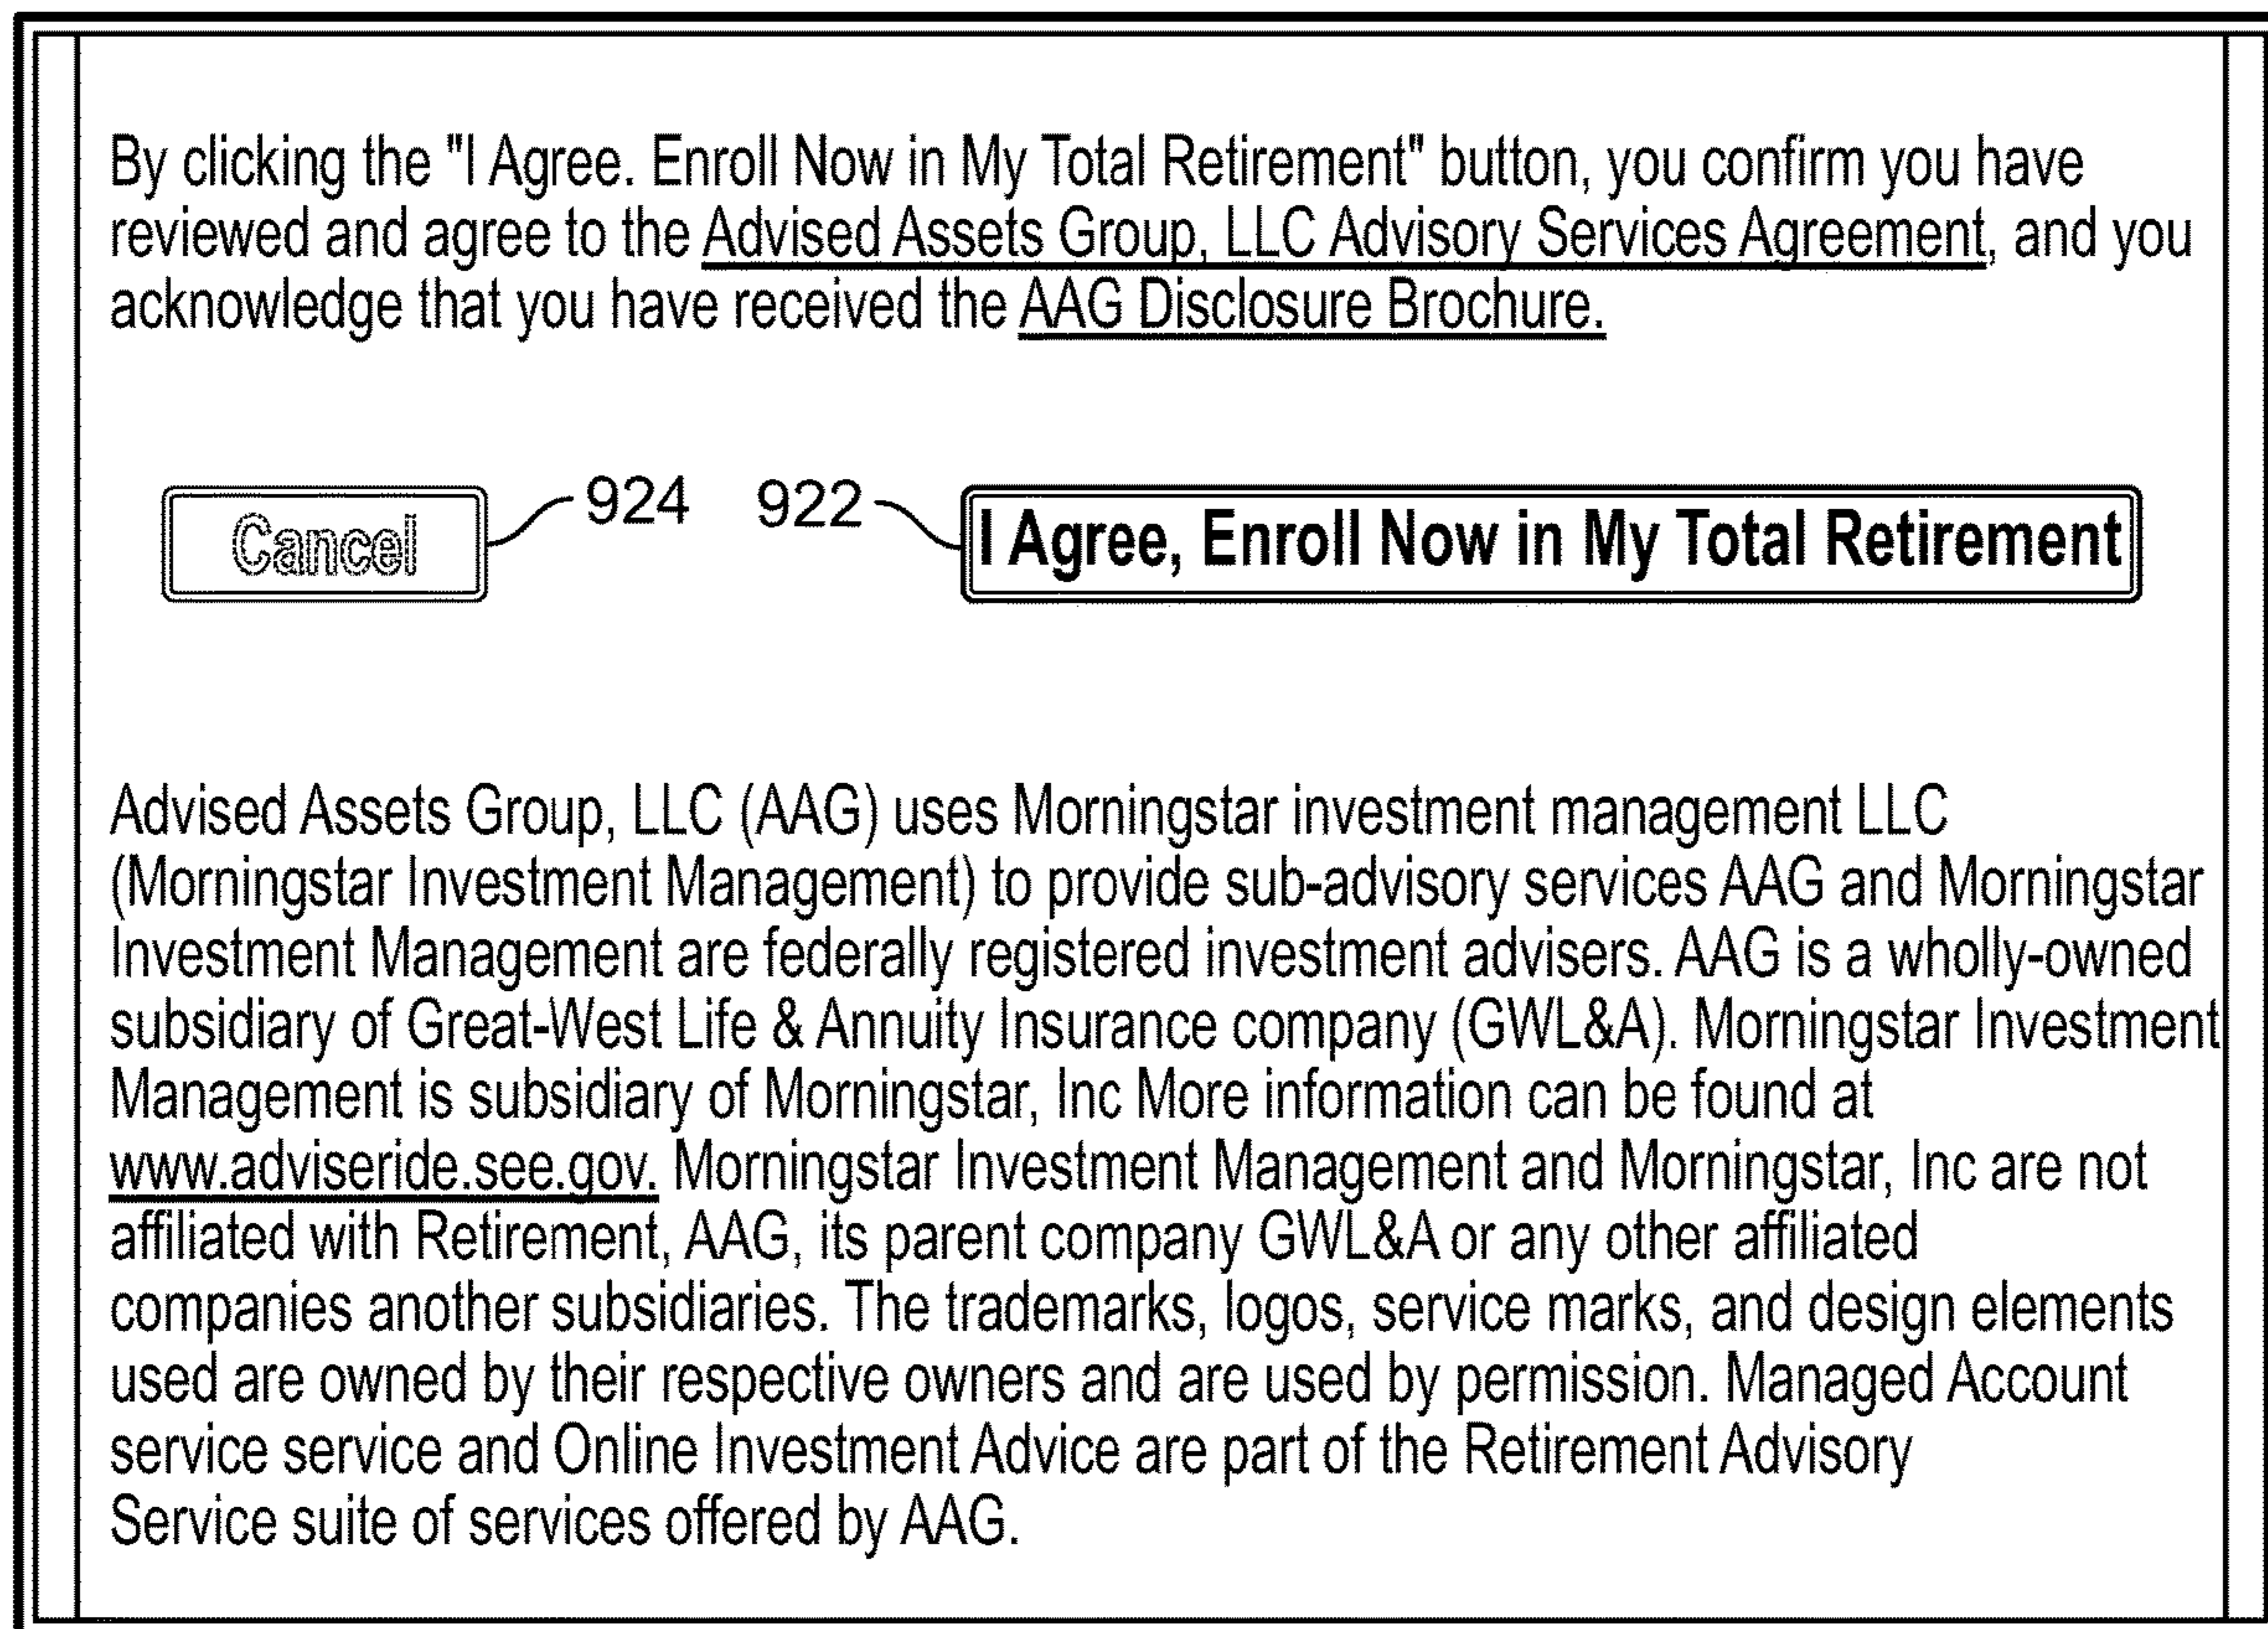 By clicking the "I Agree. Enroll Now in My Total Retirement" button, you confirm you have
reviewed and agree to the Advised Assets Group, LLC Advisory Services Agreement, and you
acknowledge that you have received the AAG Disclosure Brochure.
Cancel 924 922 I Agree, Enroll Now in My Total Retirement
Advised Assets Group, LLC (AAG) uses Morningstar investment management LLC
(Morningstar Investment Management) to provide sub-advisory services AAG and Morningstar
Investment Management are federally registered investment advisers. AAG is a wholly-owned
subsidiary of Great-West Life & Annuity Insurance company (GWL&A). Morningstar Investment
Management is subsidiary of Morningstar, Inc More information can be found at
www.adviseride.see.gov. Morningstar Investment Management and Morningstar, Inc are not
affiliated with Retirement, AAG, its parent company GWL&A or any other affiliated
companies another subsidiaries. The trademarks, logos, service marks, and design elements
used are owned by their respective owners and are used by permission. Managed Account
service service and Online Investment Advice are part of the Retirement Advisory
Service suite of services offered by AAG.